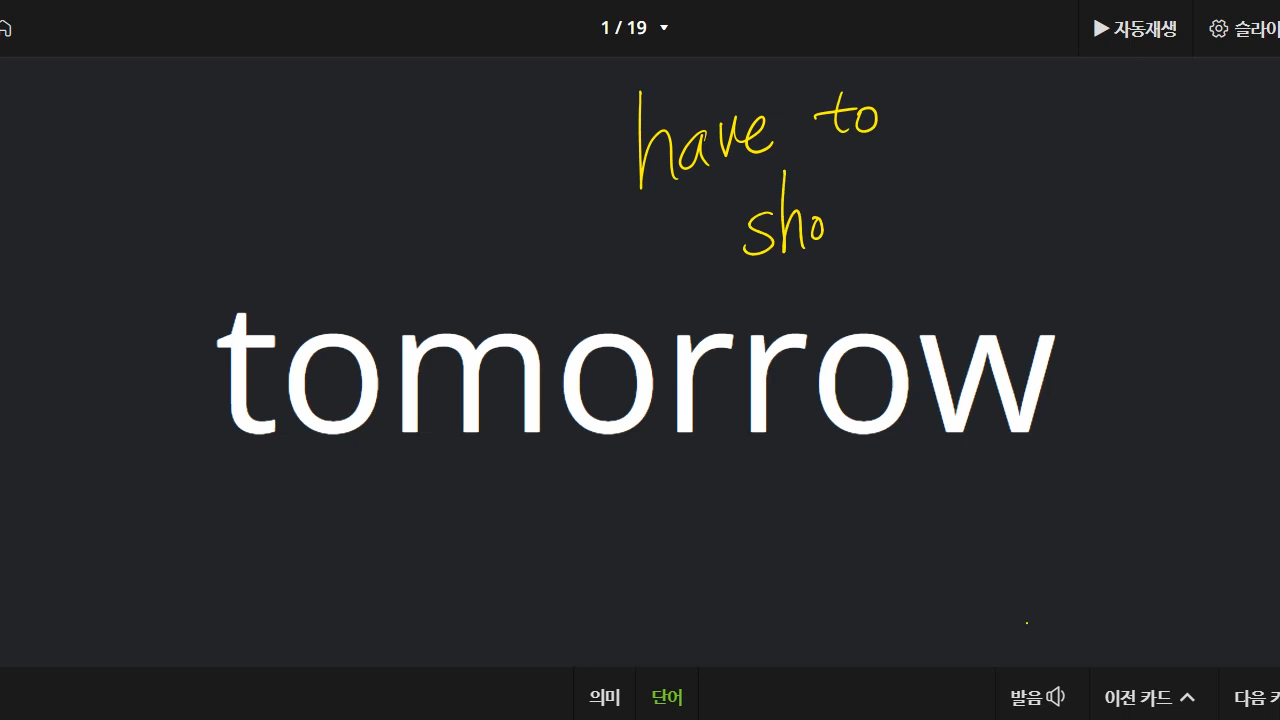 1 / 19
자동재생
슬라이
have to
sho
tomorrow
의미 단어
발음
이전 카드
다음 카